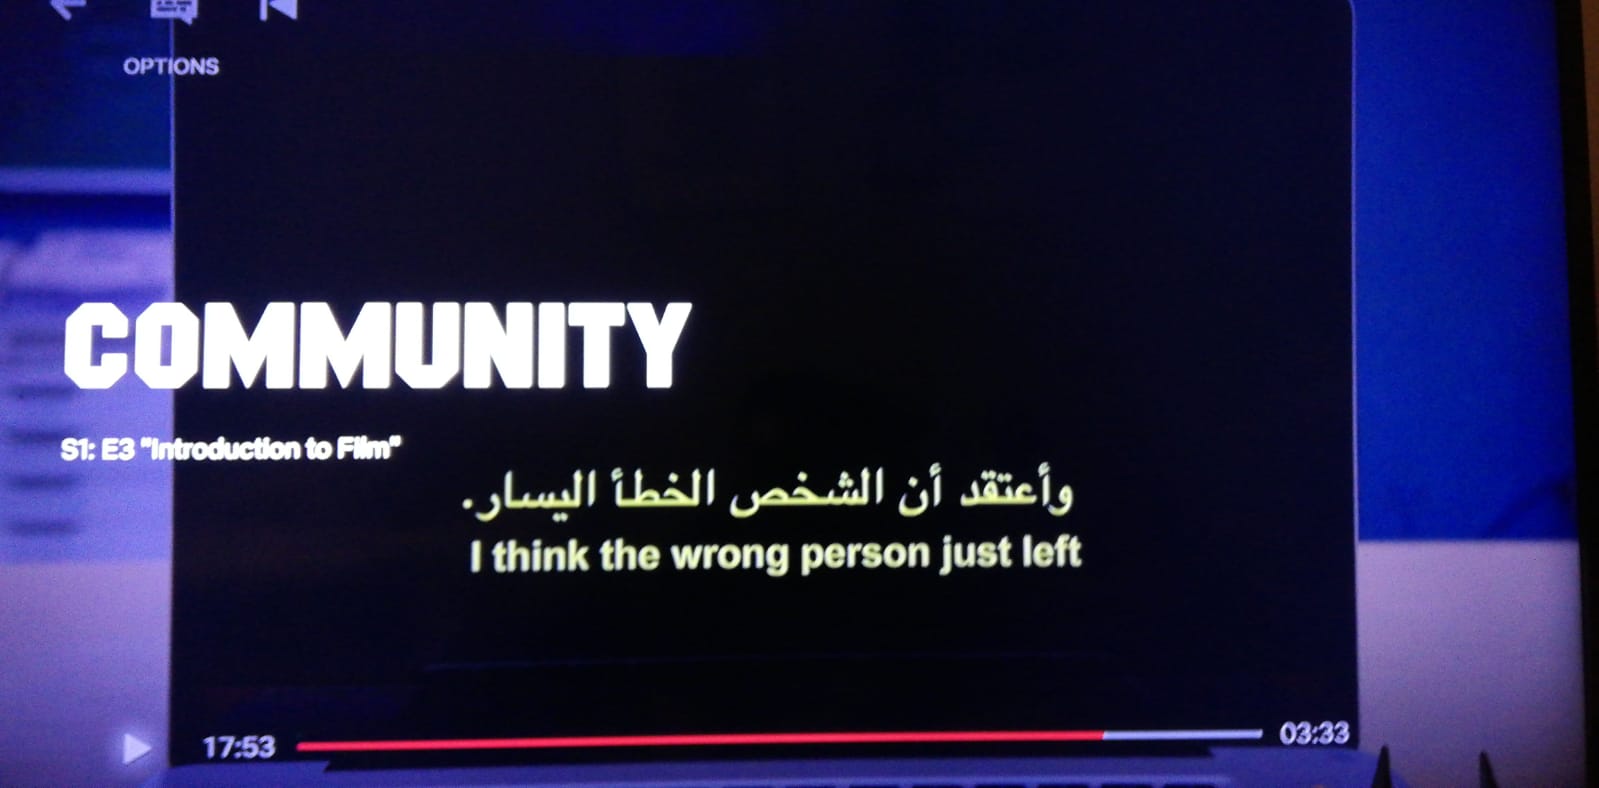 OPTIONS
COMMUNITY
S1: E3 "Introduction to Film"
وأعتقد أن الشخص الخطأ اليسار.
I think the wrong person just left
17:53
03:33